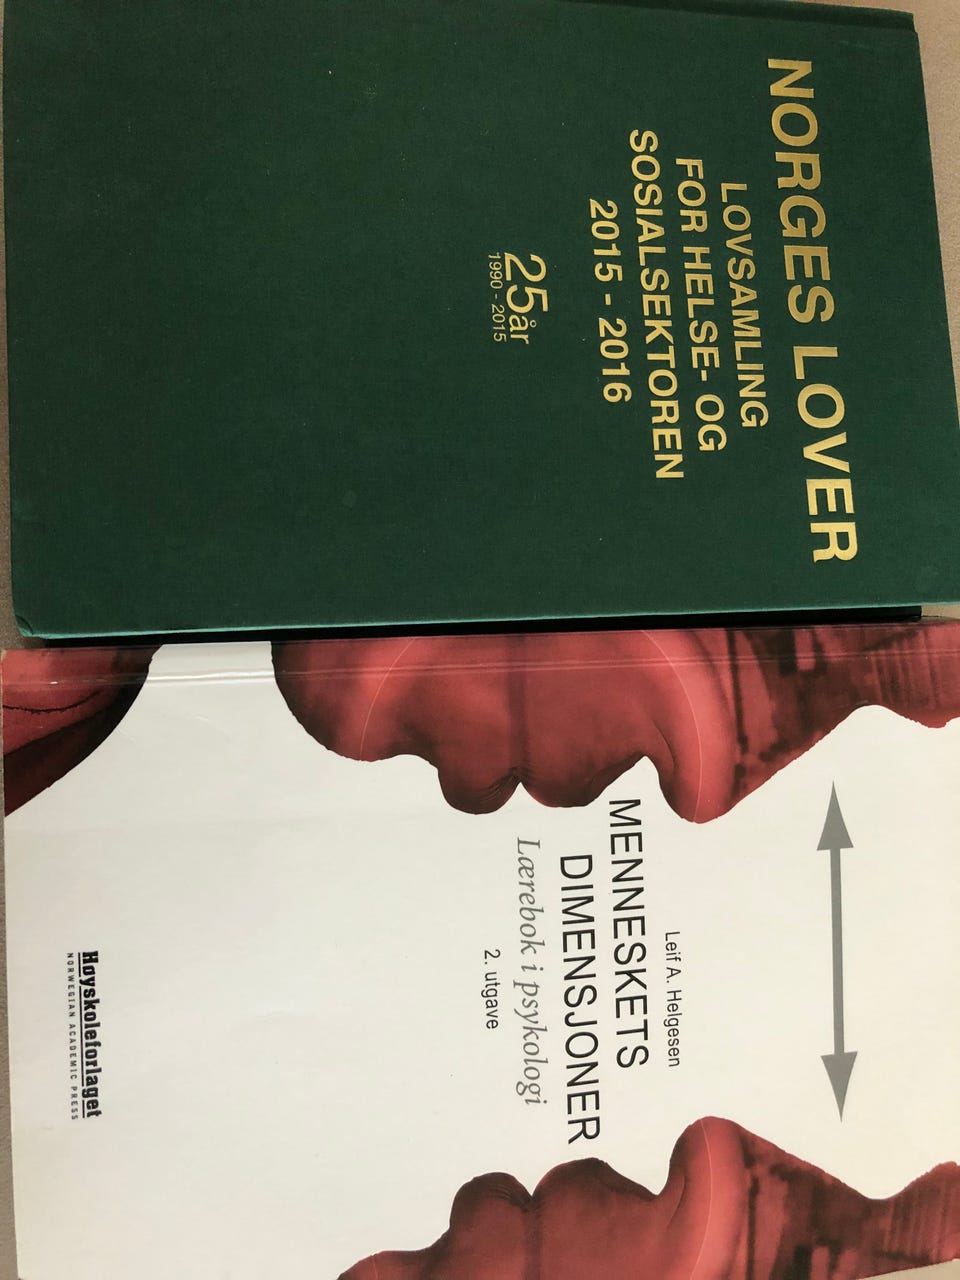 NORGES LOVER
LOVSAMLING
FOR HELSE- OG
SOSIALSEKTOREN
2015 - 2016
25år
1990 - 2015
Leif A. Helgesen
MENNESKETS
DIMENSJONER
Lærebok i psykologi
2. utgave
Høyskoleforlaget
NORWEGIAN ACADEMIC PRESS